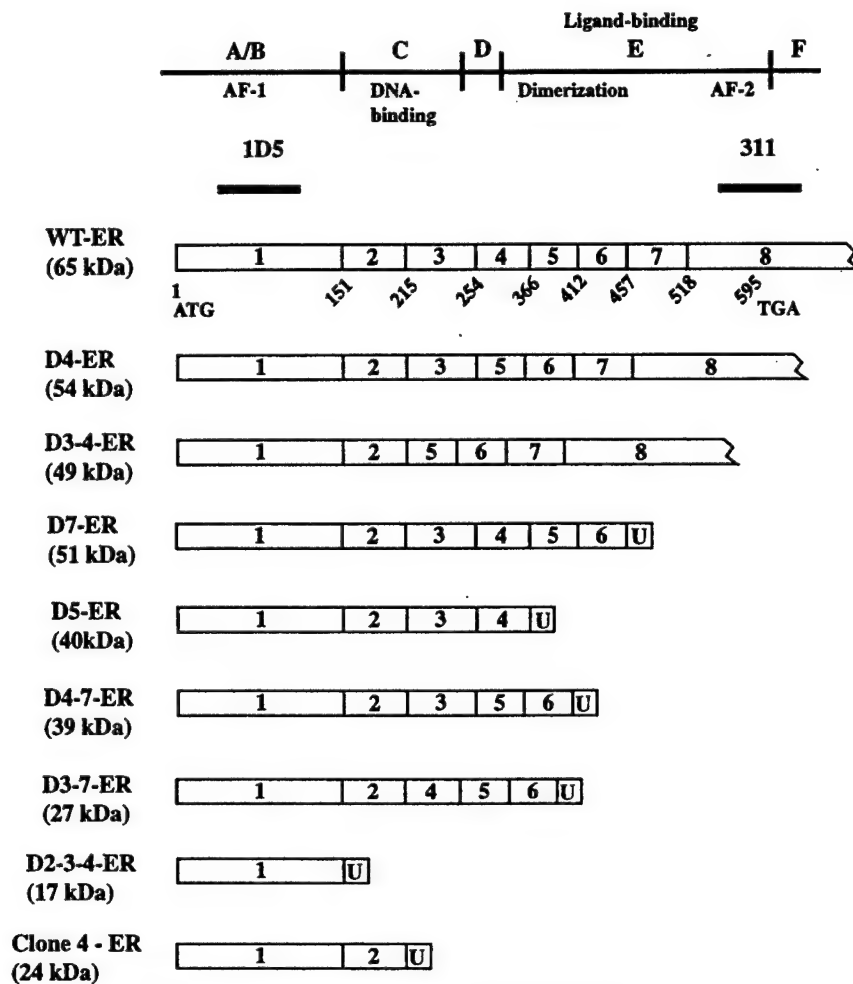 Ligand-binding
A/B C D E F
AF-1 DNA-binding Dimerization AF-2
1D5 311
WT-ER
(65 kDa)
1 2 3 4 5 6 7 8
1 151 215 254 366 412 457 518 595
ATG TGA
D4-ER
(54 kDa)
1 2 3 5 6 7 8
D3-4-ER
(49 kDa)
1 2 5 6 7 8
D7-ER
(51 kDa)
1 2 3 4 5 6 U
D5-ER
(40kDa)
1 2 3 4 U
D4-7-ER
(39 kDa)
1 2 3 5 6 U
D3-7-ER
(27 kDa)
1 2 4 5 6 U
D2-3-4-ER
(17 kDa)
1 U
Clone 4 - ER
(24 kDa)
1 2 U